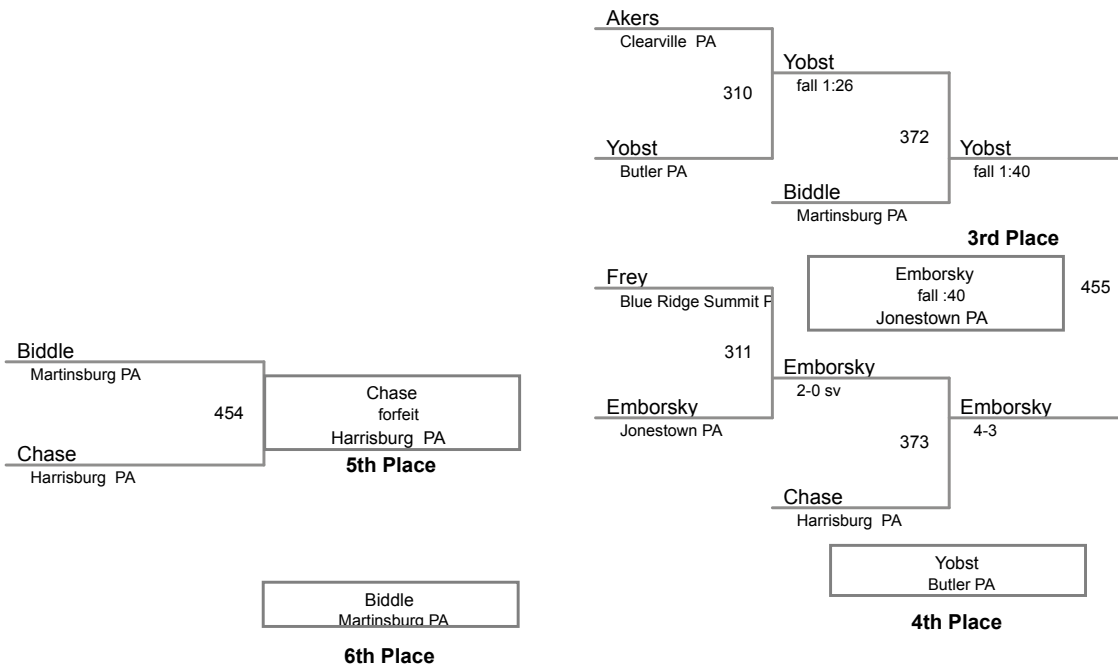 Akers
Clearville PA
310
Yobst
fall 1:26
Yobst
Butler PA
372
Yobst
fall 1:40
Biddle
Martinsburg PA
3rd Place
Frey
Blue Ridge Summit P
Emborsky
fall :40
Jonestown PA
455
311
Emborsky
2-0 sv
Emborsky
Jonestown PA
373
Emborsky
4-3
Chase
Harrisburg PA
Yobst
Butler PA
4th Place
Biddle
Martinsburg PA
454
Chase
forfeit
Harrisburg PA
5th Place
Chase
Harrisburg PA
Biddle
Martinsburg PA
6th Place